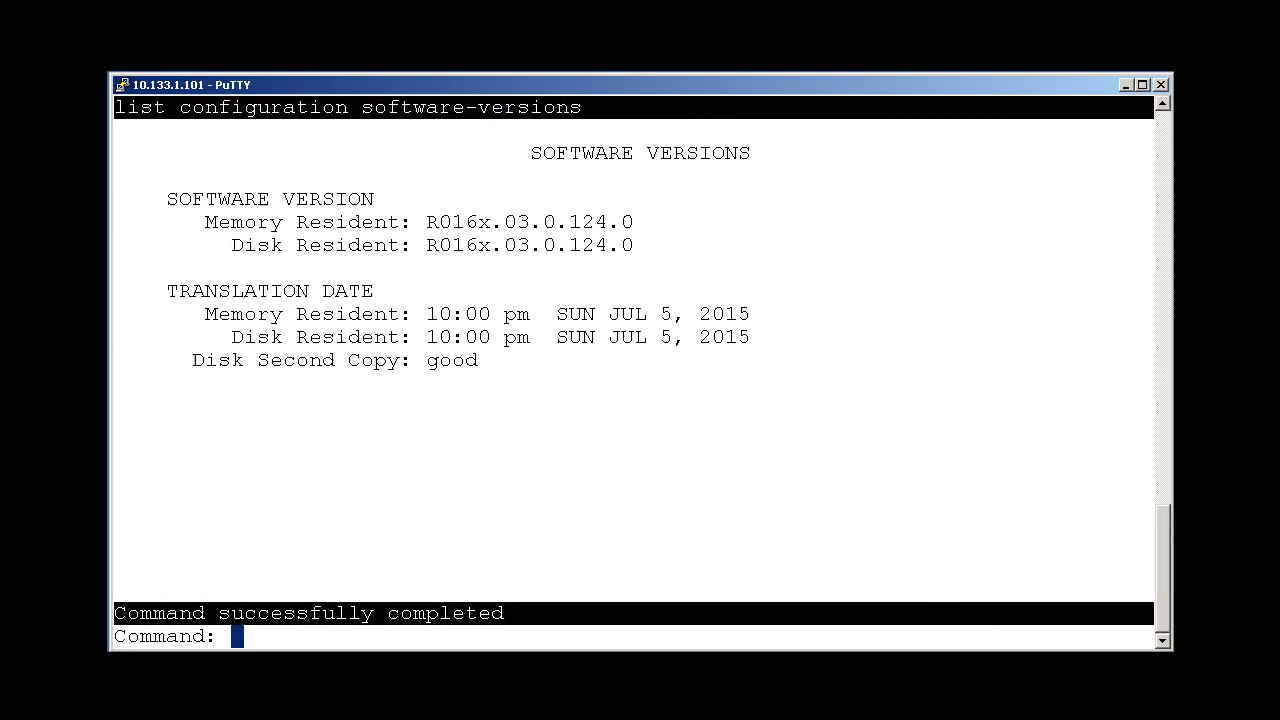 10.133.1.101 - PuTTY
list configuration software-versions
SOFTWARE VERSIONS
SOFTWARE VERSION
Memory Resident: R016x.03.0.124.0
Disk Resident: R016x.03.0.124.0
TRANSLATION DATE
Memory Resident: 10:00 pm SUN JUL 5, 2015
Disk Resident: 10:00 pm SUN JUL 5, 2015
Disk Second Copy: good
Command successfully completed
Command: